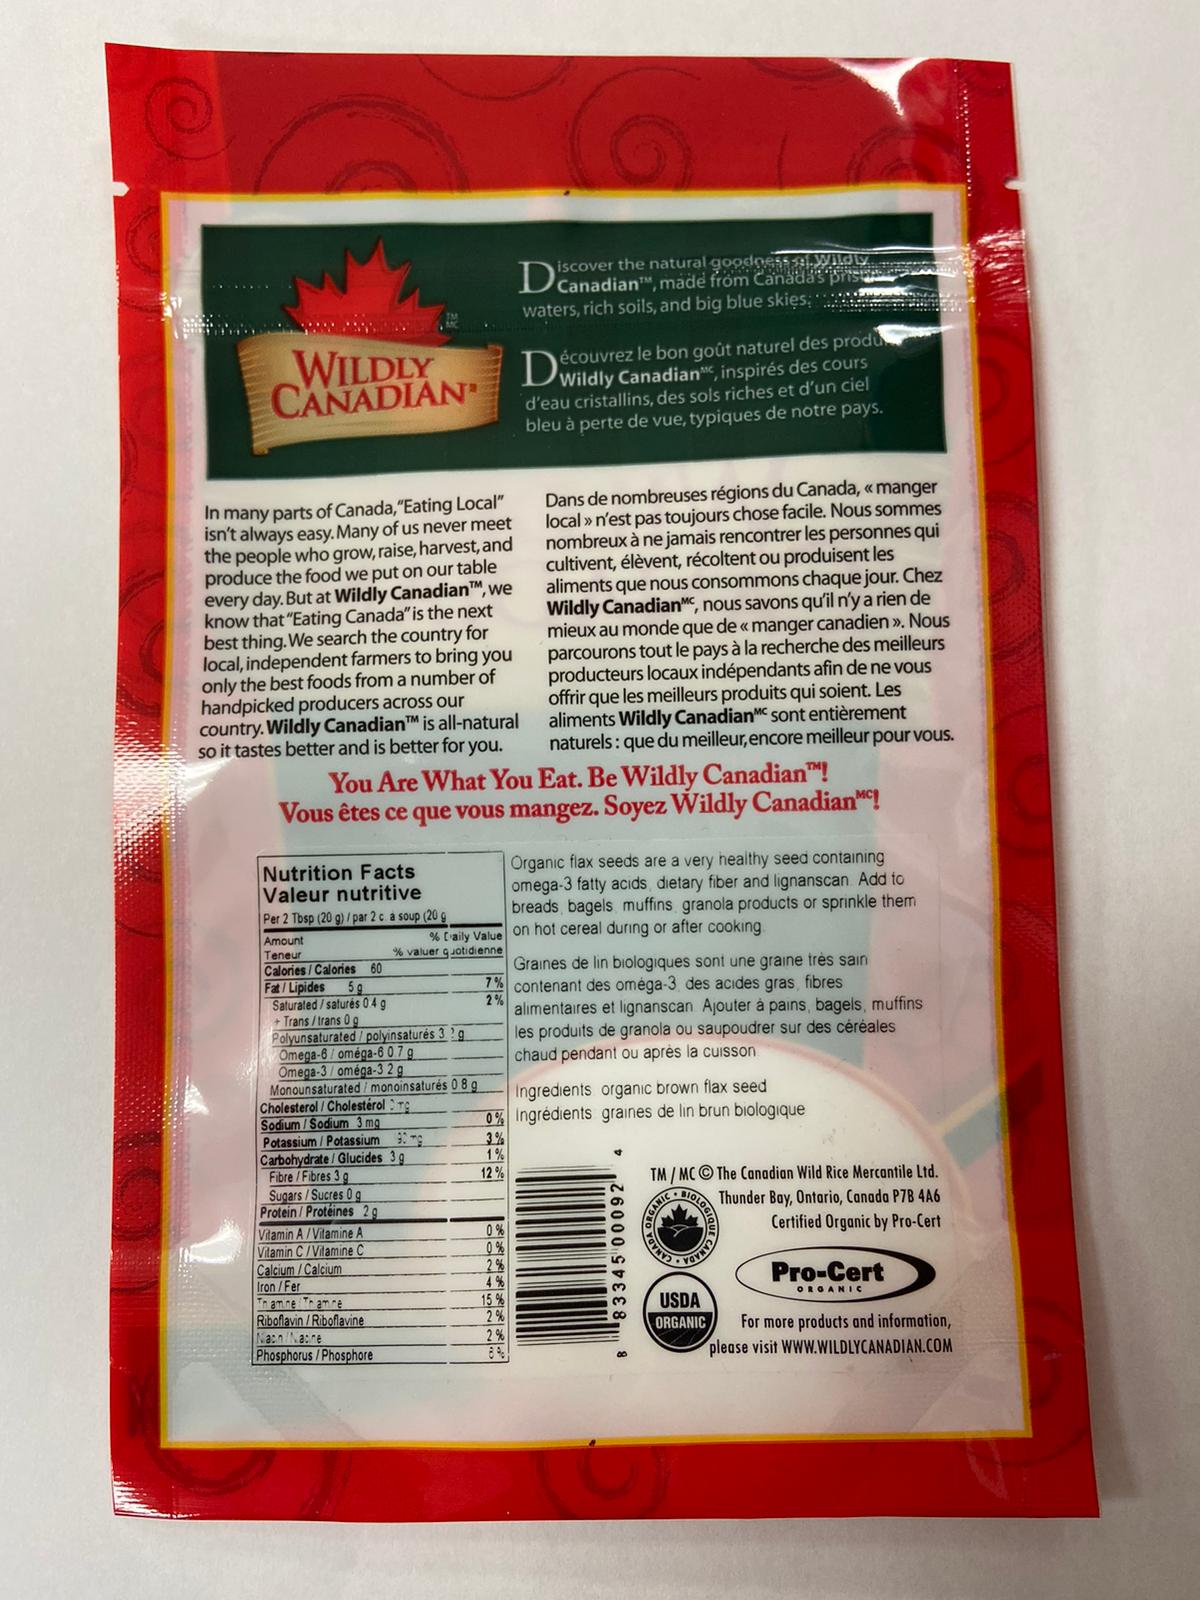 WILDLY
CANADIAN
TM
MC
Discover the natural goodness of Wildly
Canadian™, made from Canada's
waters, rich soils, and big blue skies.
Découvrez le bon goût naturel des
Wildly Canadian MC, inspirés des cours
d'eau cristallins, des sols riches et d'un ciel
bleu à perte de vue, typiques de notre pays.
In many parts of Canada, "Eating Local"
isn't always easy. Many of us never meet
the people who grow, raise, harvest, and
produce the food we put on our table
every day. But at Wildly Canadian™, we
know that "Eating Canada" is the next
best thing. We search the country for
local, independent farmers to bring you
only the best foods from a number of
handpicked producers across our
country. Wildly Canadian™ is all-natural
so it tastes better and is better for you.
Dans de nombreuses régions du Canada, « manger
local » n'est pas toujours chose facile. Nous sommes
nombreux à ne jamais rencontrer les personnes qui
cultivent, élèvent, récoltent ou produisent les
aliments que nous consommons chaque jour. Chez
Wildly Canadian MC, nous savons qu'il n'y a rien de
mieux au monde que de « manger canadien ». Nous
parcourons tout le pays à la recherche des meilleurs
producteurs locaux indépendants afin de ne vous
offrir que les meilleurs produits qui soient. Les
aliments Wildly Canadian MC sont entièrement
naturels : que du meilleur, encore meilleur pour vous.
You Are What You Eat. Be Wildly Canadian™!
Vous êtes ce que vous mangez. Soyez Wildly Canadian MC!
Nutrition Facts
Valeur nutritive
Per 2 Tbsp (20 g) / par 2 c. a soup (20 g
Amount % Daily Value
Teneur % valuer quotidienne
Calories / Calories 60
Fat / Lipides 5 g 7 %
Saturated / saturés 0.4 g 2 %
+ Trans / trans 0 g
Polyunsaturated / polyinsaturés g
Omega-6 / oméga-6 0.7 g
Omega-3 / oméga-3 2 g
Monounsaturated / monoinsaturés 0.8 g
Cholesterol / Cholestérol mg
Sodium / Sodium 3 mg 0 %
Potassium / Potassium mg 3 %
Carbohydrate / Glucides 3 g 1 %
Fibre / Fibres 3 g 12 %
Sugars / Sucres 0 g
Protein / Protéines 2 g
Vitamin A / Vitamine A 0 %
Vitamin C / Vitamine C 0 %
Calcium / Calcium 2 %
Iron / Fer 4 %
Thiamine / Thiamine 15 %
Riboflavin / Riboflavine 2 %
Niacin / Niacine 2 %
Phosphorus / Phosphore
Organic flax seeds are a very healthy seed containing
omega-3 fatty acids, dietary fiber and lignanscan. Add to
breads, bagels, muffins, granola products or sprinkle them
on hot cereal during or after cooking.
Graines de lin biologiques sont une graine très sain
contenant des oméga-3, des acides gras, fibres
alimentaires et lignanscan. Ajouter à pains, bagels, muffins
les produits de granola ou saupoudrer sur des céréales
chaud pendant ou après la cuisson
Ingredients organic brown flax seed
Ingrédients graines de lin brun biologique
8 83345 00092 4
TM / MC © The Canadian Wild Rice Mercantile Ltd.
Thunder Bay, Ontario, Canada P7B 4A6
Certified Organic by Pro-Cert
CANADA ORGANIC • BIOLOGIQUE CANADA •
Pro-Cert
ORGANIC
USDA
ORGANIC
For more products and information,
please visit WWW.WILDLYCANADIAN.COM